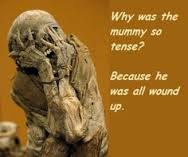 Why was the
mummy so
tense?
Because he
was all wound
up.